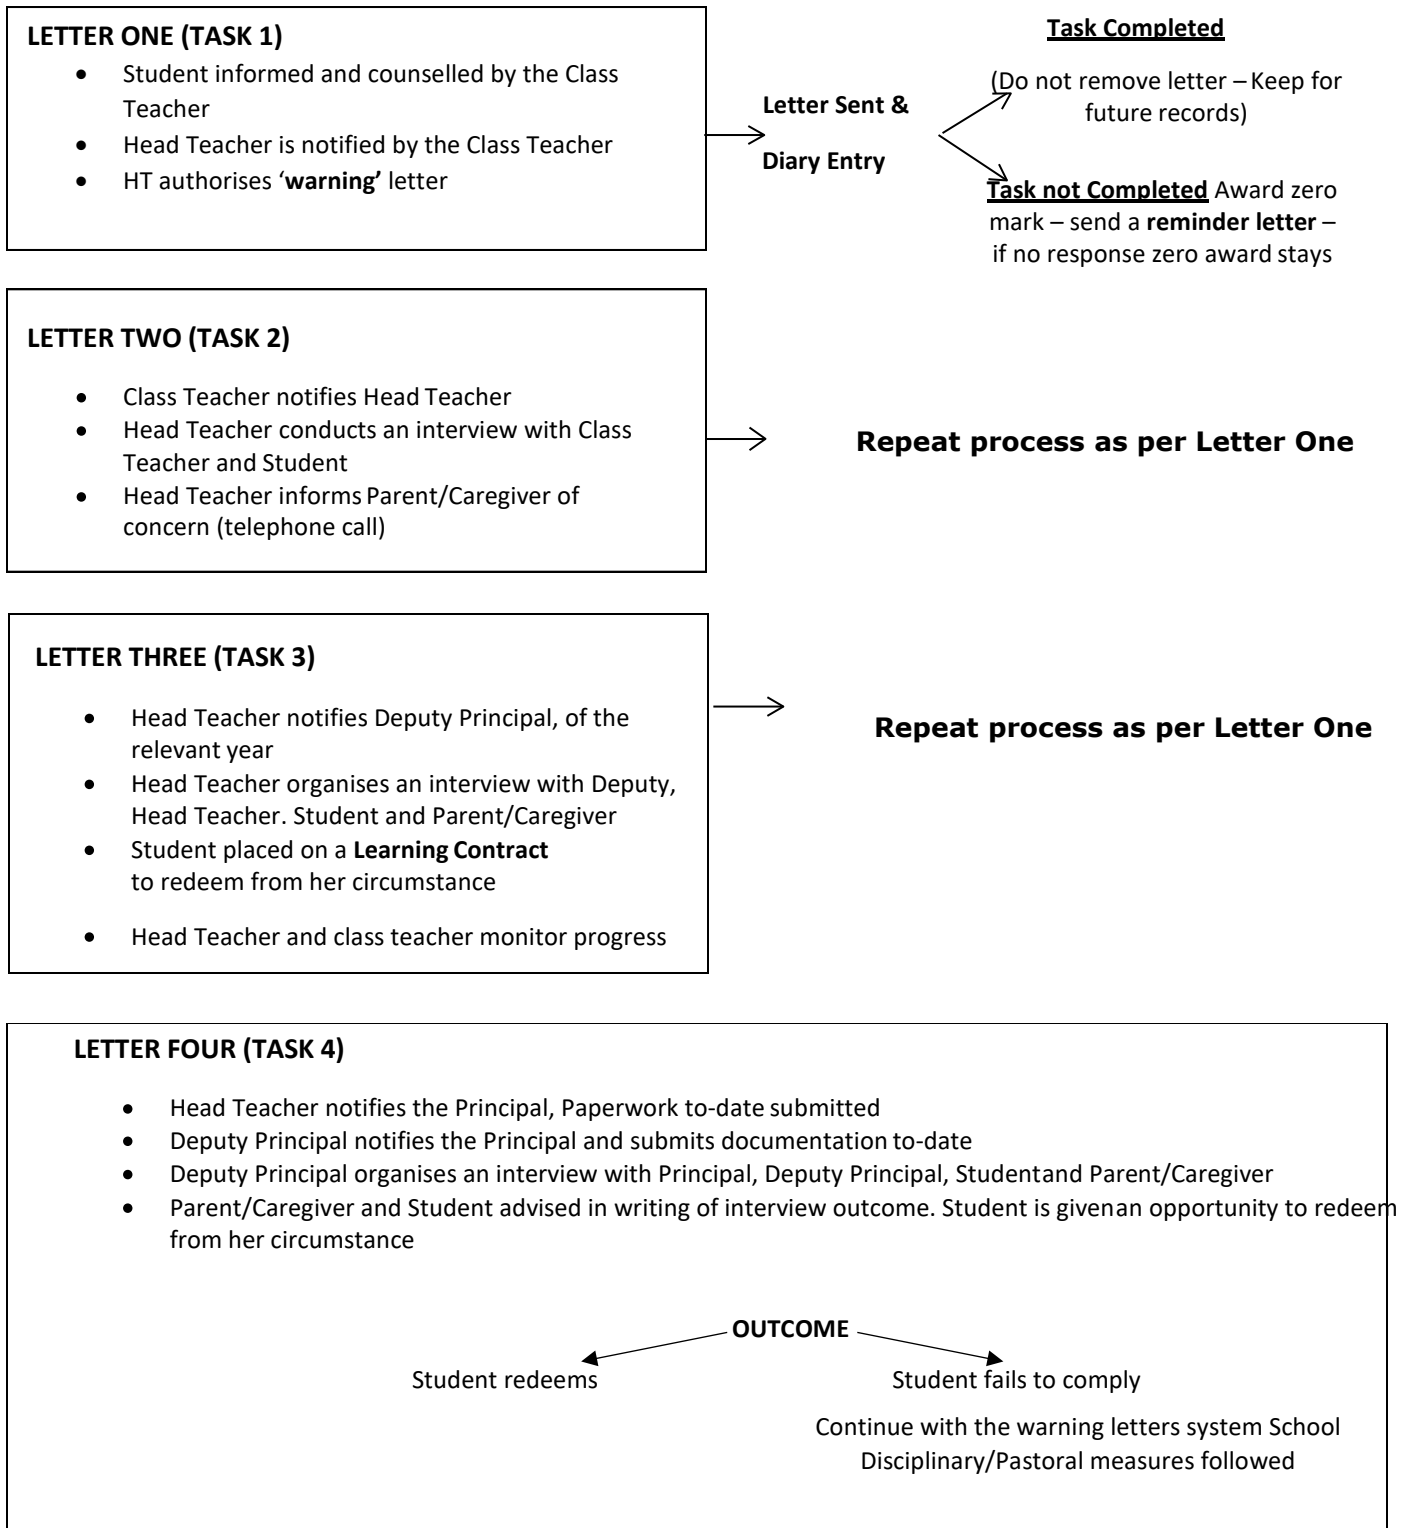 LETTER ONE (TASK 1)
• Student informed and counselled by the Class
Teacher
• Head Teacher is notified by the Class Teacher
• HT authorises ‘warning’ letter
Letter Sent &
Diary Entry
Task Completed
(Do not remove letter – Keep for
future records)
Task not Completed Award zero
mark – send a reminder letter –
if no response zero award stays
LETTER TWO (TASK 2)
• Class Teacher notifies Head Teacher
• Head Teacher conducts an interview with Class
Teacher and Student
• Head Teacher informs Parent/Caregiver of
concern (telephone call)
Repeat process as per Letter One
LETTER THREE (TASK 3)
• Head Teacher notifies Deputy Principal, of the
relevant year
• Head Teacher organises an interview with Deputy,
Head Teacher. Student and Parent/Caregiver
• Student placed on a Learning Contract
to redeem from her circumstance
• Head Teacher and class teacher monitor progress
Repeat process as per Letter One
LETTER FOUR (TASK 4)
• Head Teacher notifies the Principal, Paperwork to-date submitted
• Deputy Principal notifies the Principal and submits documentation to-date
• Deputy Principal organises an interview with Principal, Deputy Principal, Studentand Parent/Caregiver
• Parent/Caregiver and Student advised in writing of interview outcome. Student is givenan opportunity to redeem
from her circumstance
OUTCOME
Student redeems
Student fails to comply
Continue with the warning letters system School
Disciplinary/Pastoral measures followed